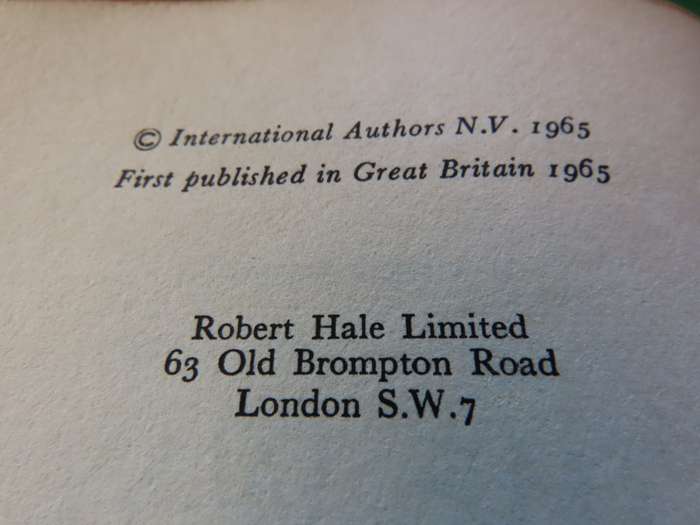 © International Authors N.V. 1965
First published in Great Britain 1965
Robert Hale Limited
63 Old Brompton Road
London S.W.7